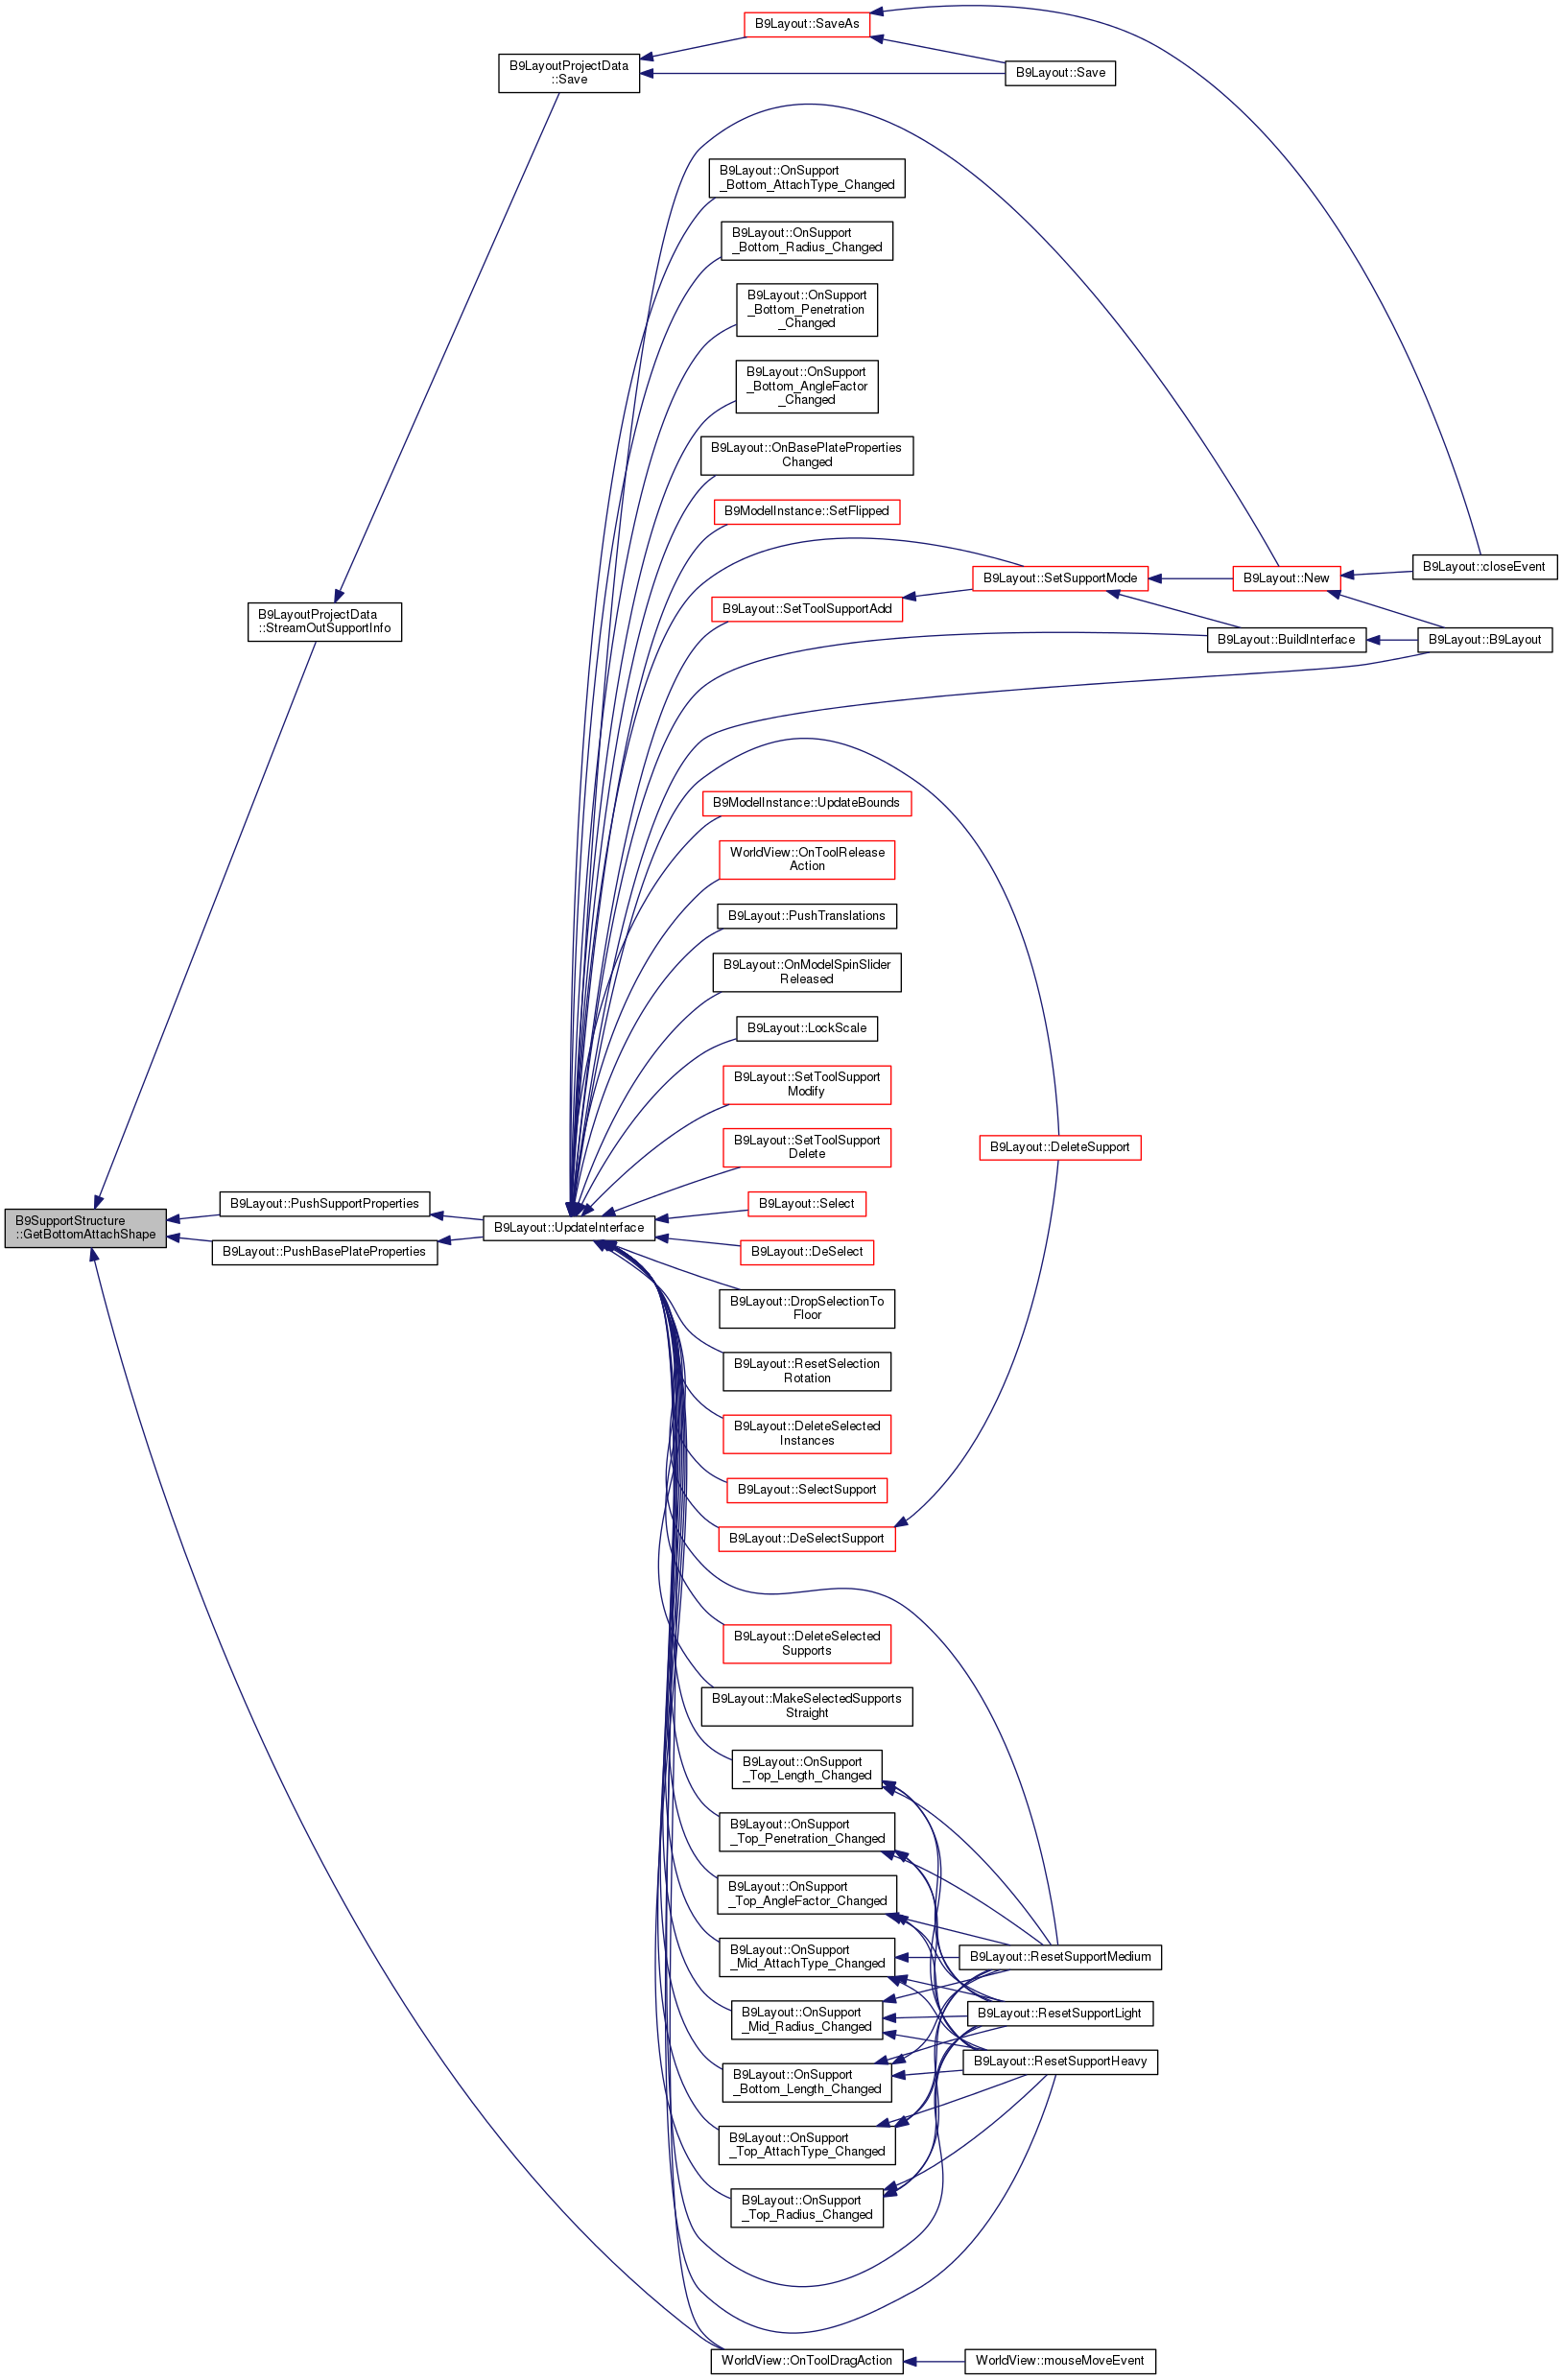 B9Layout::SaveAs
B9LayoutProjectData
::Save
B9Layout::Save
B9Layout::OnSupport
_Bottom_AttachType_Changed
B9Layout::OnSupport
_Bottom_Radius_Changed
B9Layout::OnSupport
_Bottom_Penetration
_Changed
B9Layout::OnSupport
_Bottom_AngleFactor
_Changed
B9Layout::OnBasePlateProperties
Changed
B9ModelInstance::SetFlipped
B9Layout::SetSupportMode
B9Layout::New
B9Layout::closeEvent
B9LayoutProjectData
::StreamOutSupportInfo
B9Layout::SetToolSupportAdd
B9Layout::BuildInterface
B9Layout::B9Layout
B9ModelInstance::UpdateBounds
WorldView::OnToolRelease
Action
B9Layout::PushTranslations
B9Layout::OnModelSpinSlider
Released
B9Layout::LockScale
B9Layout::SetToolSupport
Modify
B9Layout::SetToolSupport
Delete
B9Layout::DeleteSupport
B9SupportStructure
::GetBottomAttachShape
B9Layout::PushSupportProperties
B9Layout::PushBasePlateProperties
B9Layout::UpdateInterface
B9Layout::Select
B9Layout::DeSelect
B9Layout::DropSelectionTo
Floor
B9Layout::ResetSelection
Rotation
B9Layout::DeleteSelected
Instances
B9Layout::SelectSupport
B9Layout::DeSelectSupport
B9Layout::DeleteSelected
Supports
B9Layout::MakeSelectedSupports
Straight
B9Layout::OnSupport
_Top_Length_Changed
B9Layout::OnSupport
_Top_Penetration_Changed
B9Layout::OnSupport
_Top_AngleFactor_Changed
B9Layout::OnSupport
_Mid_AttachType_Changed
B9Layout::ResetSupportMedium
B9Layout::OnSupport
_Mid_Radius_Changed
B9Layout::ResetSupportLight
B9Layout::ResetSupportHeavy
B9Layout::OnSupport
_Bottom_Length_Changed
B9Layout::OnSupport
_Top_AttachType_Changed
B9Layout::OnSupport
_Top_Radius_Changed
WorldView::OnToolDragAction
WorldView::mouseMoveEvent